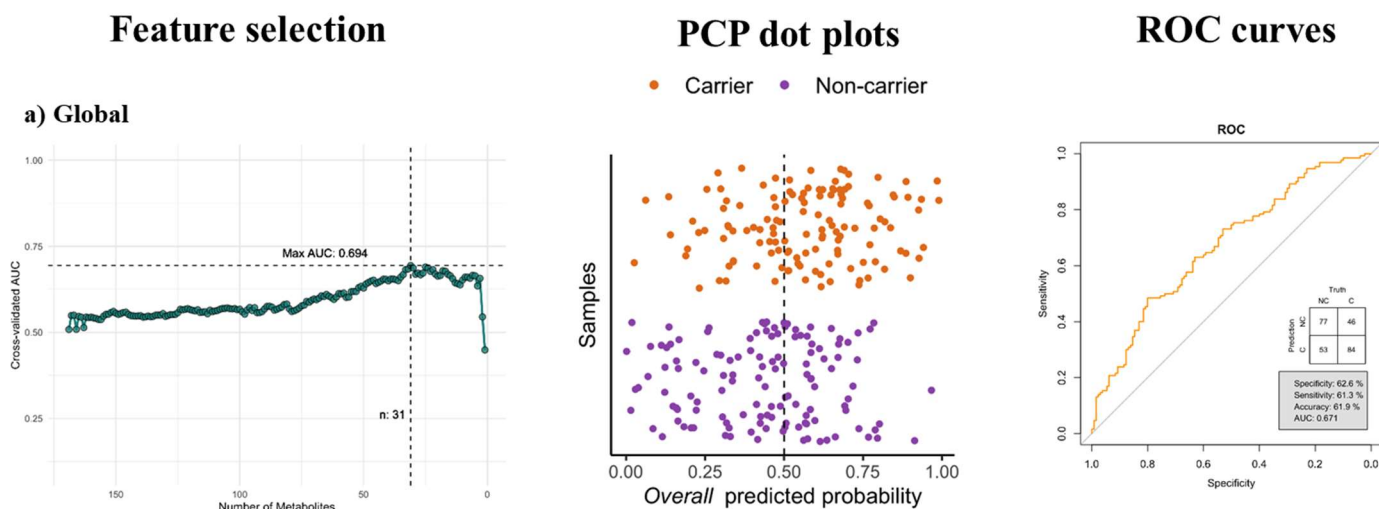 Feature selection
PCP dot plots
ROC curves
Carrier Non-carrier
a) Global
1.00
0.75
0.50
0.25
Cross-validated AUC
Max AUC: 0.694
n: 31
150 100 50 0
Number of Metabolites
Samples
0.00 0.25 0.50 0.75 1.00
Overall predicted probability
ROC
1.0
0.8
0.6
0.4
0.2
0.0
Sensitivity
Truth
NC C
Prediction
NC 77 46
C 53 84
Specificity: 62.6 %
Sensitivity: 61.3 %
Accuracy: 61.9 %
AUC: 0.671
1.0 0.8 0.6 0.4 0.2 0.0
Specificity